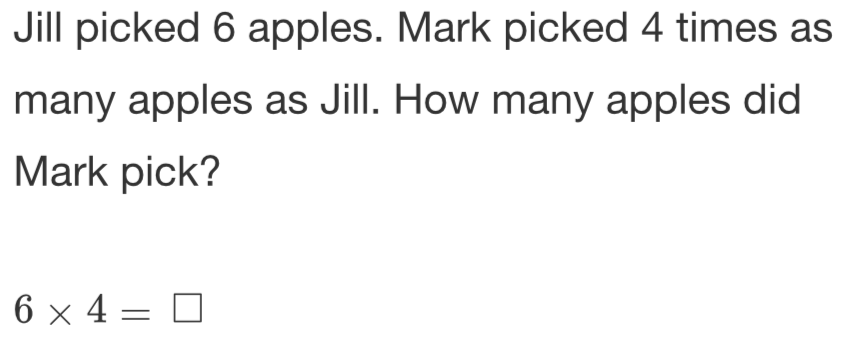 Jill picked 6 apples. Mark picked 4 times as
many apples as Jill. How many apples did
Mark pick?
6 × 4 = □